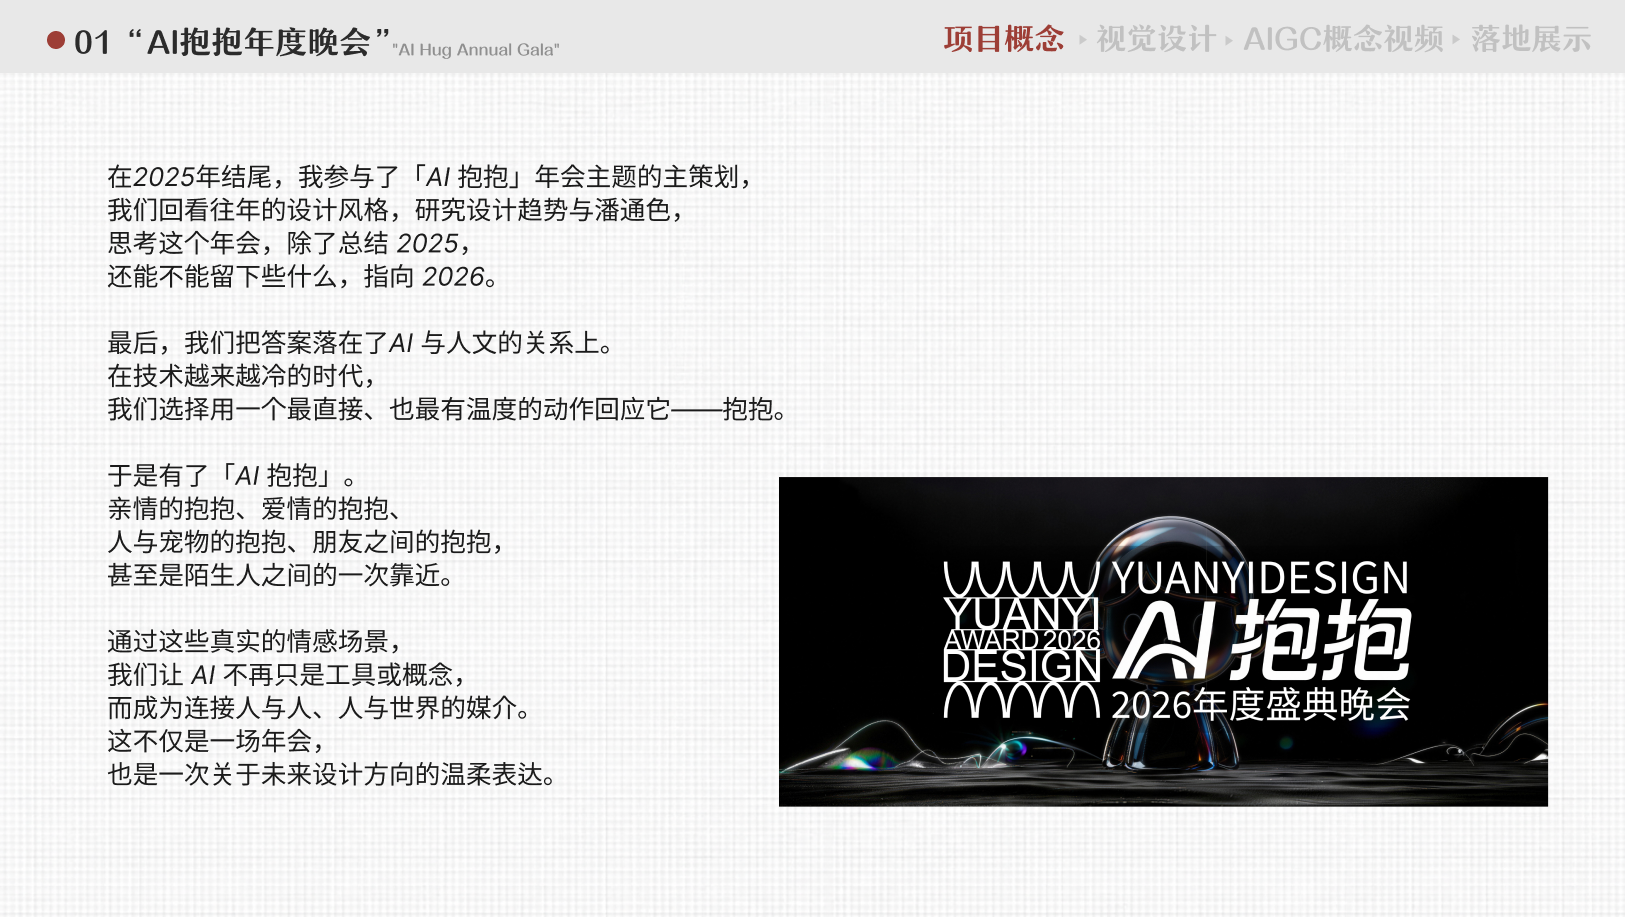 01 “AI抱抱年度晚会”"AI Hug Annual Gala"
项目概念 ▸ 视觉设计 ▸ AIGC概念视频 ▸ 落地展示
在2025年结尾，我参与了「AI 抱抱」年会主题的主策划，
我们回看往年的设计风格，研究设计趋势与潘通色，
思考这个年会，除了总结 2025，
还能不能留下些什么，指向 2026。
最后，我们把答案落在了AI 与人文的关系上。
在技术越来越冷的时代，
我们选择用一个最直接、也最有温度的动作回应它——抱抱。
于是有了「AI 抱抱」。
亲情的抱抱、爱情的抱抱、
人与宠物的抱抱、朋友之间的抱抱，
甚至是陌生人之间的一次靠近。
通过这些真实的情感场景，
我们让 AI 不再只是工具或概念，
而成为连接人与人、人与世界的媒介。
这不仅是一场年会，
也是一次关于未来设计方向的温柔表达。
YUANYI
AWARD 2026
DESIGN
YUANYIDESIGN
AI抱抱
2026年度盛典晚会